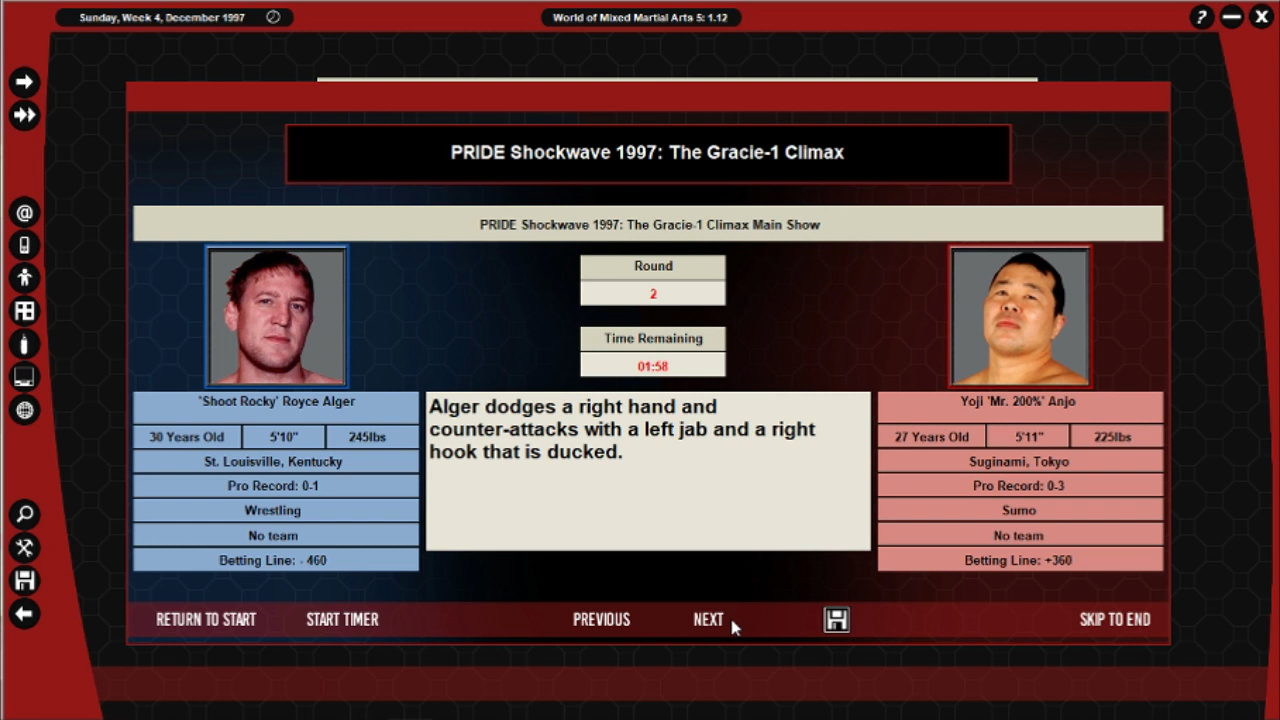 Sunday, Week 4, December 1997
World of Mixed Martial Arts 5: 1.12
?
X
@
PRIDE Shockwave 1997: The Gracie-1 Climax
PRIDE Shockwave 1997: The Gracie-1 Climax Main Show
Round
2
Time Remaining
01:58
'Shoot Rocky' Royce Alger
30 Years Old
5'10"
245lbs
St. Louisville, Kentucky
Pro Record: 0-1
Wrestling
No team
Betting Line: - 460
Alger dodges a right hand and
counter-attacks with a left jab and a right
hook that is ducked.
Yoji 'Mr. 200%' Anjo
27 Years Old
5'11"
225lbs
Suginami, Tokyo
Pro Record: 0-3
Sumo
No team
Betting Line: +360
RETURN TO START
START TIMER
PREVIOUS
NEXT
SKIP TO END